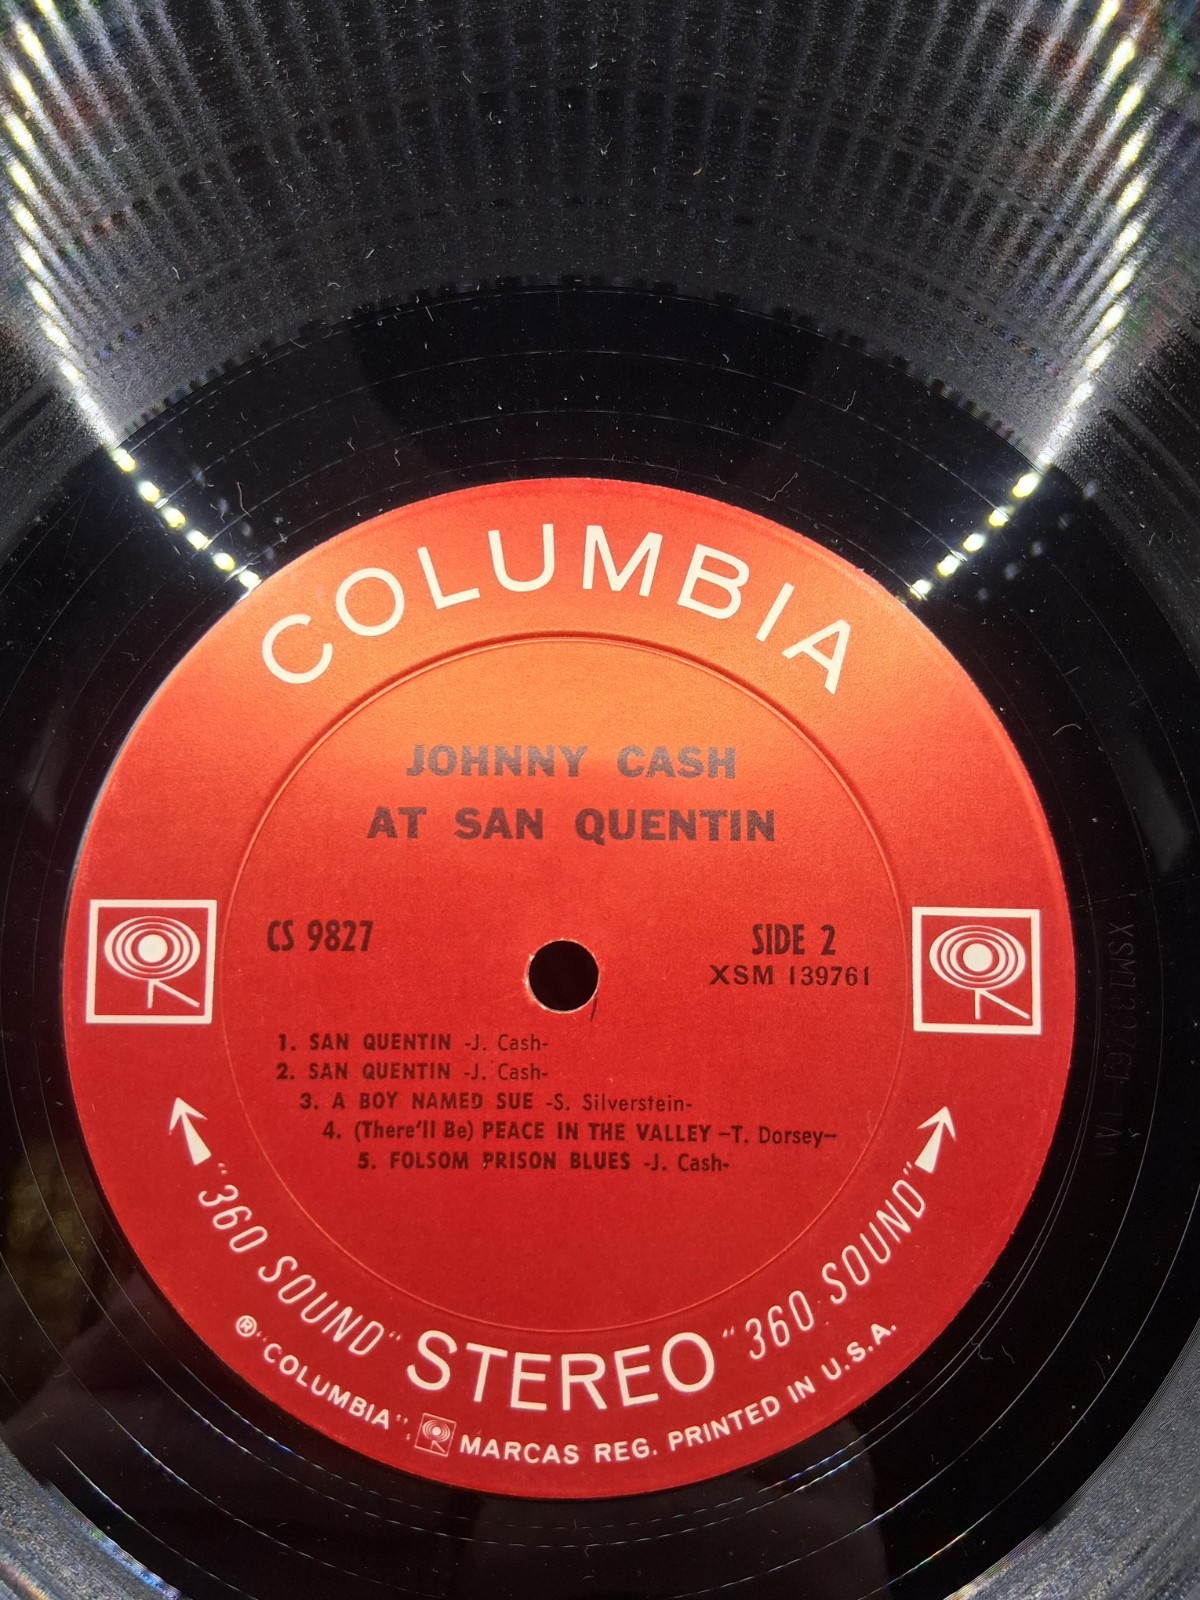 COLUMBIA
JOHNNY CASH
AT SAN QUENTIN
CS 9827
SIDE 2
XSM 139761
1. SAN QUENTIN -J. Cash-
2. SAN QUENTIN -J. Cash-
3. A BOY NAMED SUE -S. Silverstein-
4. (There'll Be) PEACE IN THE VALLEY -T. Dorsey-
5. FOLSOM PRISON BLUES -J. Cash-
"360 SOUND" STEREO "360 SOUND"
® "COLUMBIA", MARCAS REG. PRINTED IN U.S.A.